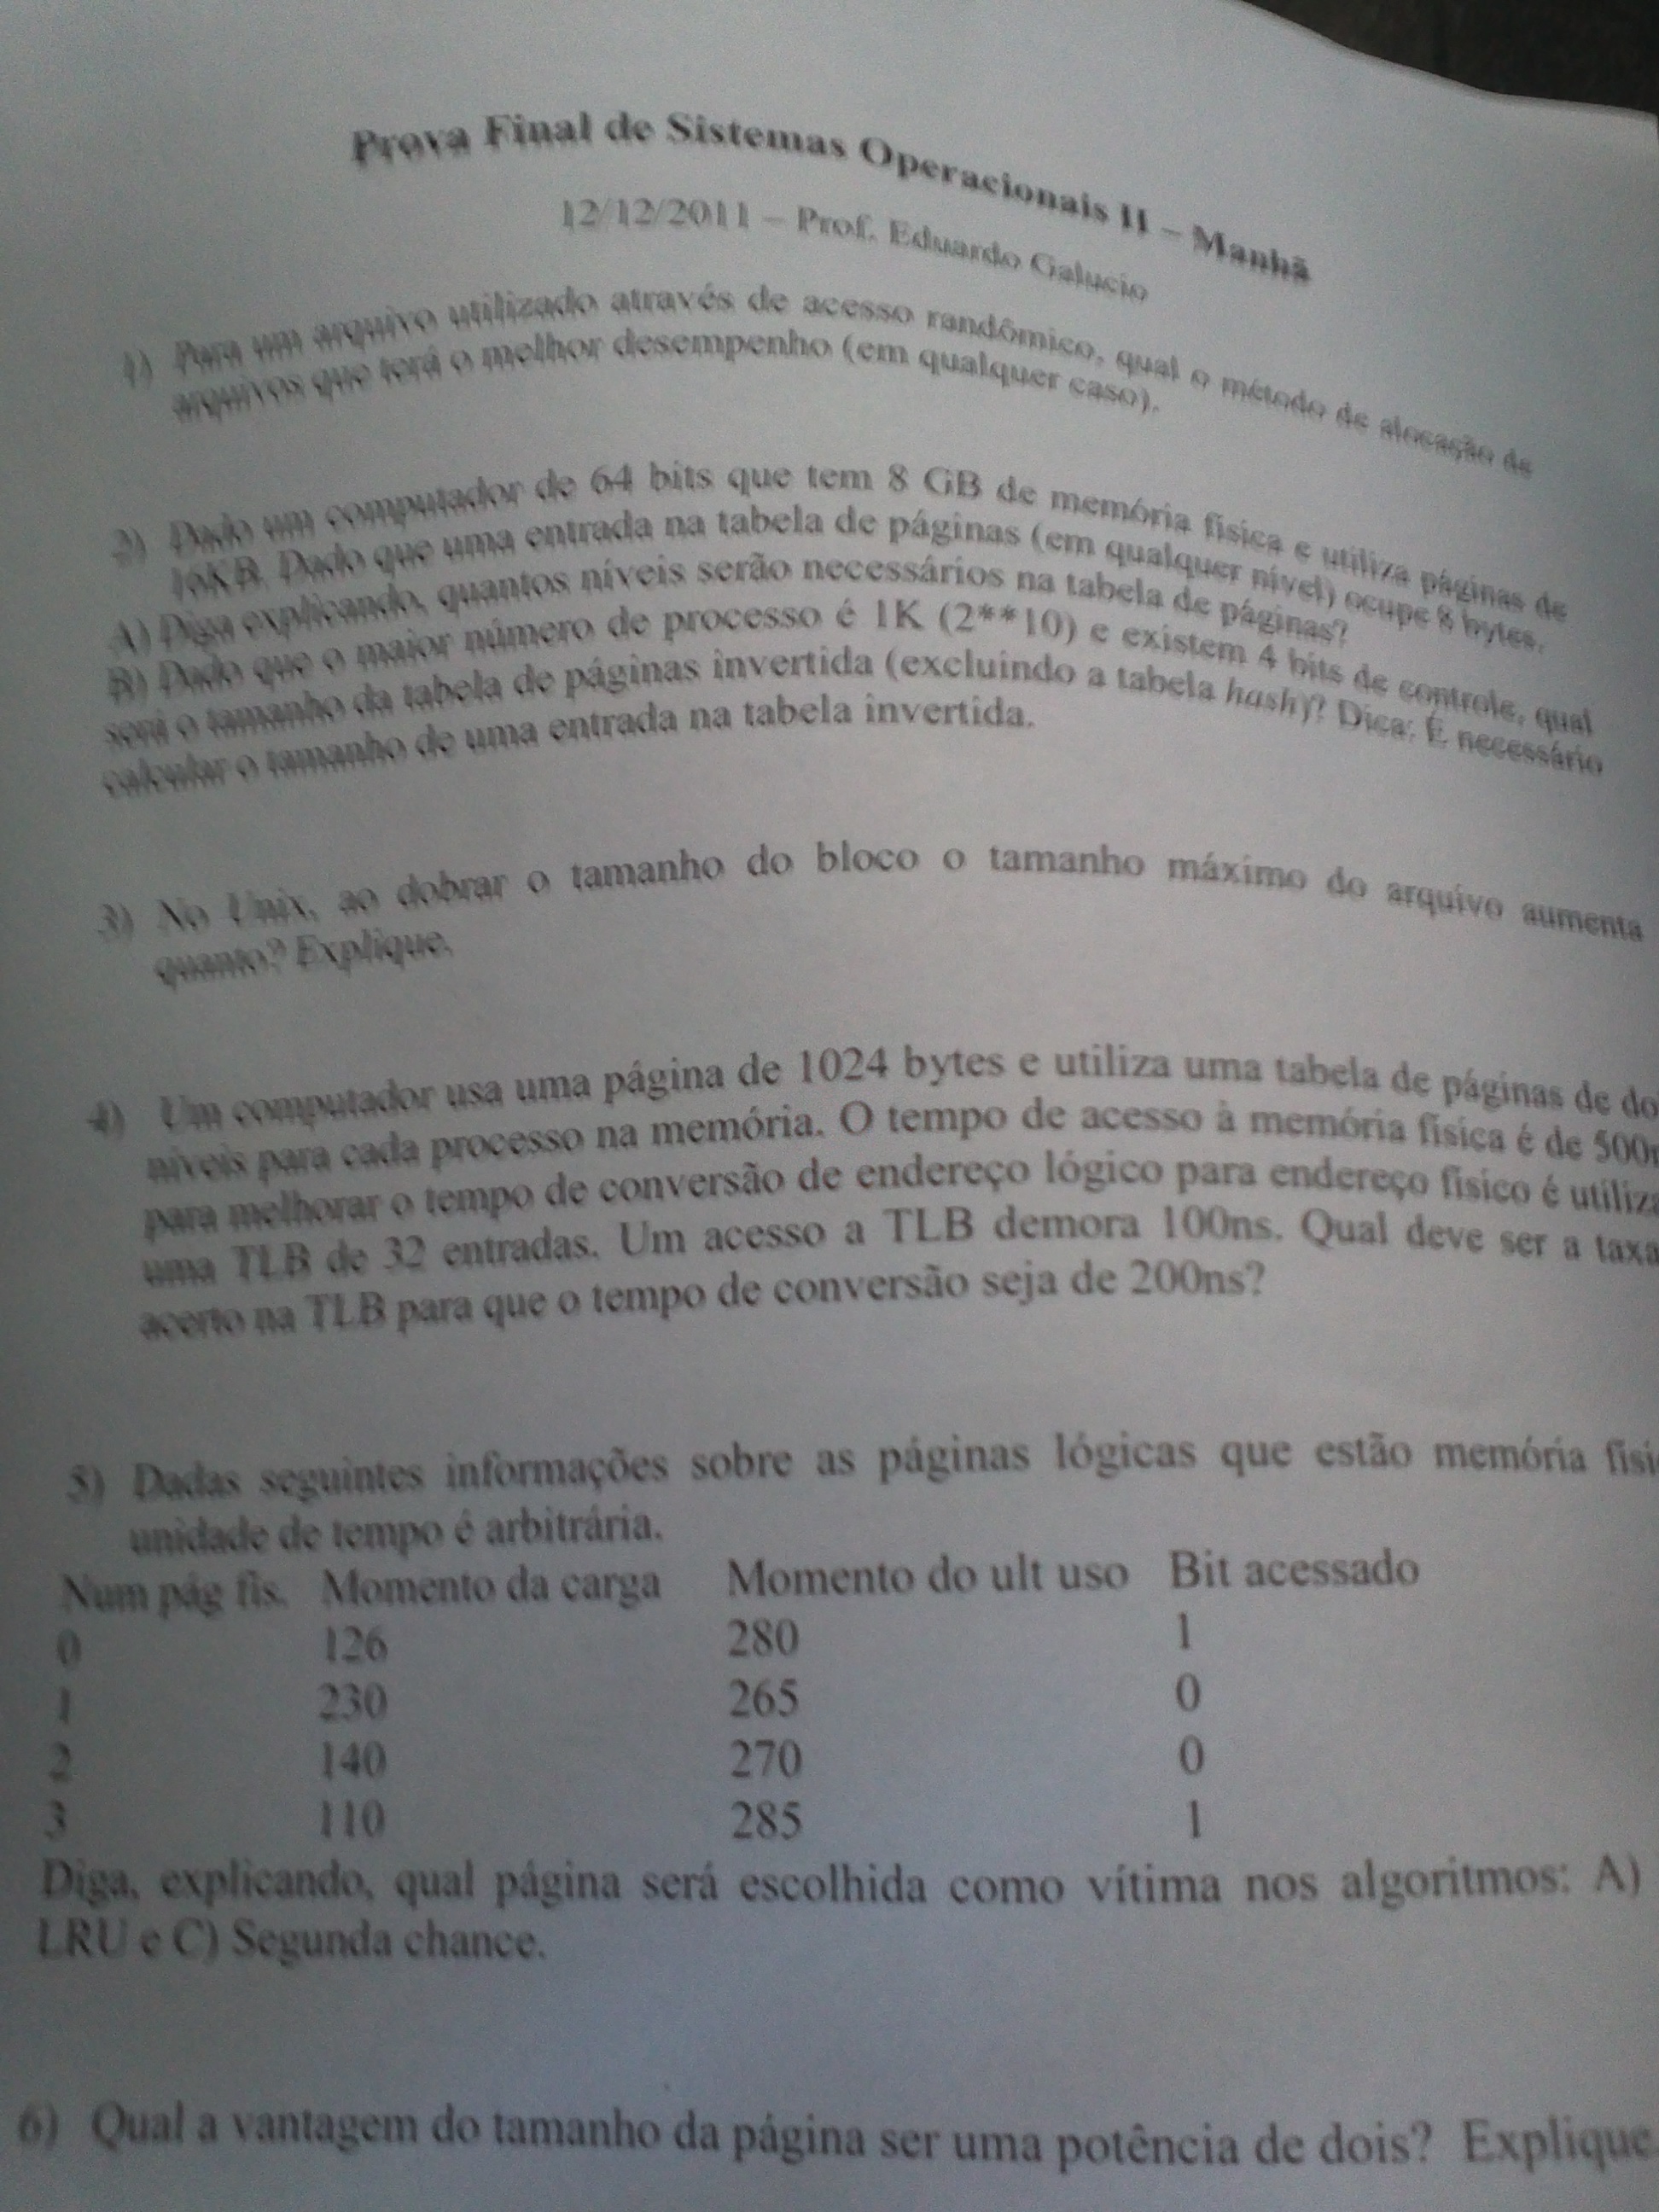 Prova Final de Sistemas Operacionais II – Manhã
12/12/2011 – Prof. Eduardo Galucio
1) Para um arquivo utilizado através de acesso randômico, qual o método de alocação de
arquivos que terá o melhor desempenho (em qualquer caso).
2) Dado um computador de 64 bits que tem 8 GB de memória física e utiliza páginas de
16KB. Dado que uma entrada na tabela de páginas (em qualquer nível) ocupe 8 bytes.
A) Diga explicando, quantos níveis serão necessários na tabela de páginas?
B) Dado que o maior número de processo é 1K (2**10) e existem 4 bits de controle, qual
será o tamanho da tabela de páginas invertida (excluindo a tabela hash)? Dica: É necessário
calcular o tamanho de uma entrada na tabela invertida.
3) No Unix, ao dobrar o tamanho do bloco o tamanho máximo do arquivo aumenta
quanto? Explique.
4) Um computador usa uma página de 1024 bytes e utiliza uma tabela de páginas de do
níveis para cada processo na memória. O tempo de acesso à memória física é de 500n
para melhorar o tempo de conversão de endereço lógico para endereço físico é utiliza
uma TLB de 32 entradas. Um acesso a TLB demora 100ns. Qual deve ser a taxa
acerto na TLB para que o tempo de conversão seja de 200ns?
5) Dadas seguintes informações sobre as páginas lógicas que estão memória físi
unidade de tempo é arbitrária.
Num pág fis. Momento da carga Momento do ult uso Bit acessado
0 126 280 1
1 230 265 0
2 140 270 0
3 110 285 1
Diga, explicando, qual página será escolhida como vítima nos algoritmos: A)
LRU e C) Segunda chance.
6) Qual a vantagem do tamanho da página ser uma potência de dois? Explique.